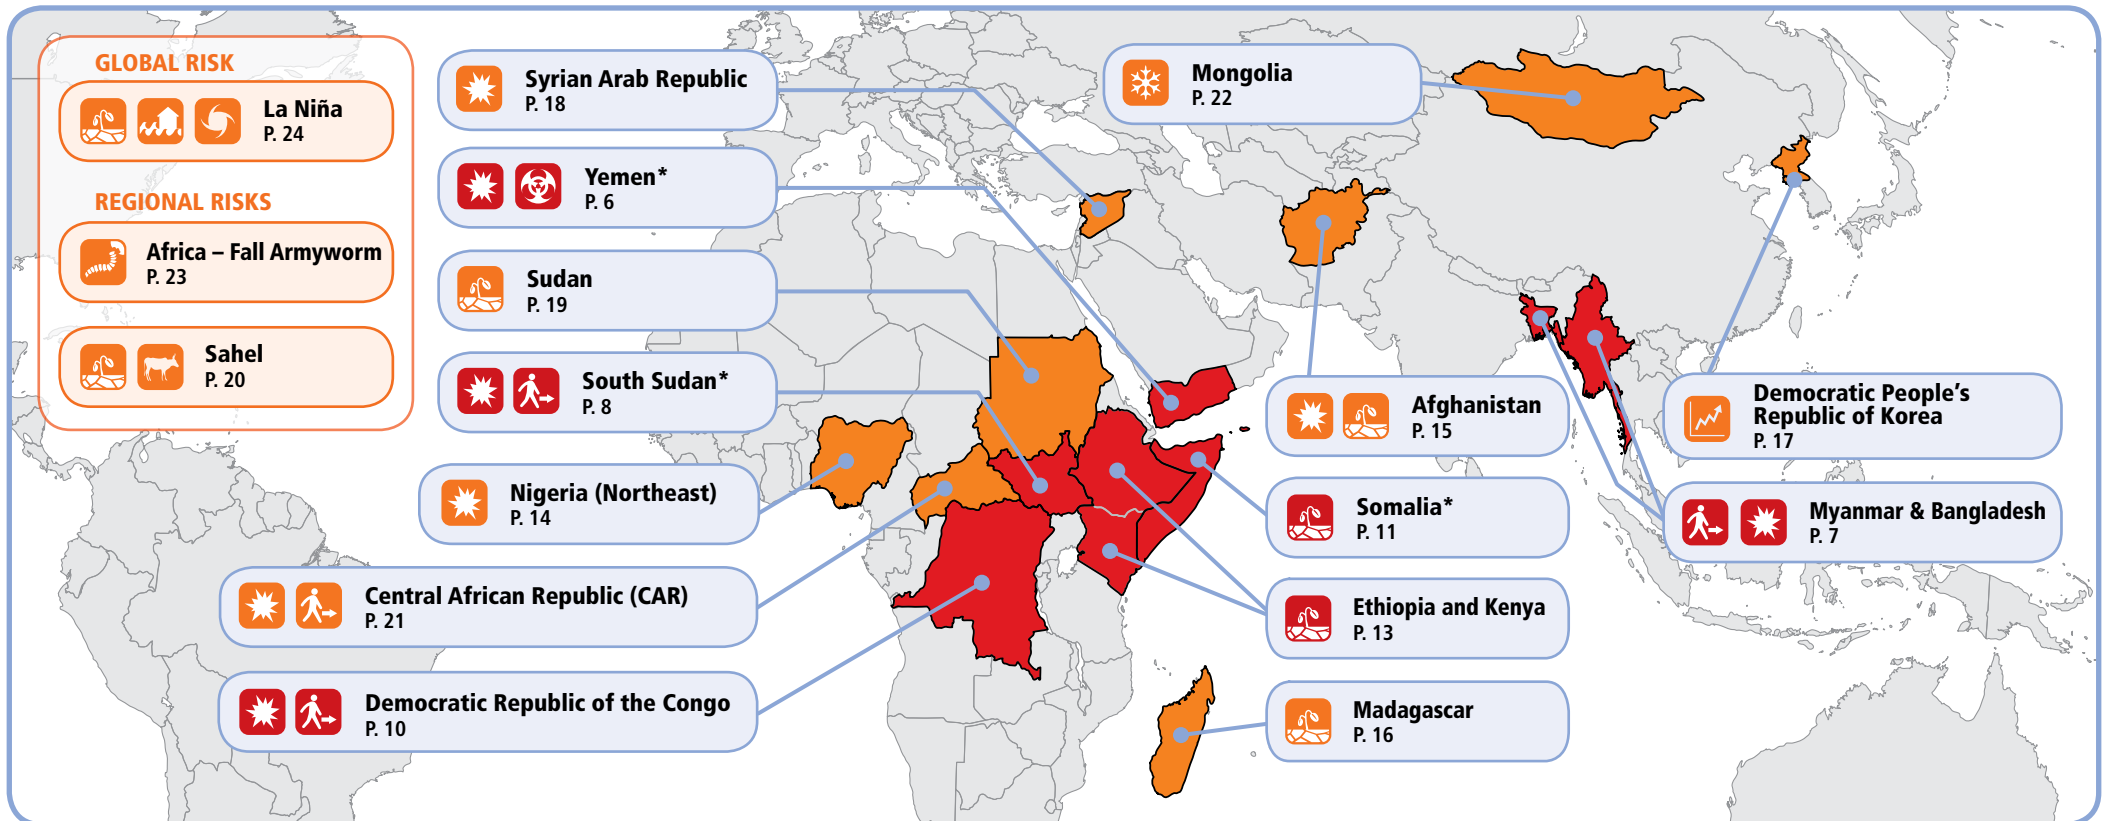 GLOBAL RISK
La Niña
P. 24
REGIONAL RISKS
Africa – Fall Armyworm
P. 23
Sahel
P. 20
Syrian Arab Republic
P. 18
Yemen*
P. 6
Sudan
P. 19
South Sudan*
P. 8
Nigeria (Northeast)
P. 14
Central African Republic (CAR)
P. 21
Democratic Republic of the Congo
P. 10
Mongolia
P. 22
Afghanistan
P. 15
Somalia*
P. 11
Ethiopia and Kenya
P. 13
Madagascar
P. 16
Democratic People’s
Republic of Korea
P. 17
Myanmar & Bangladesh
P. 7